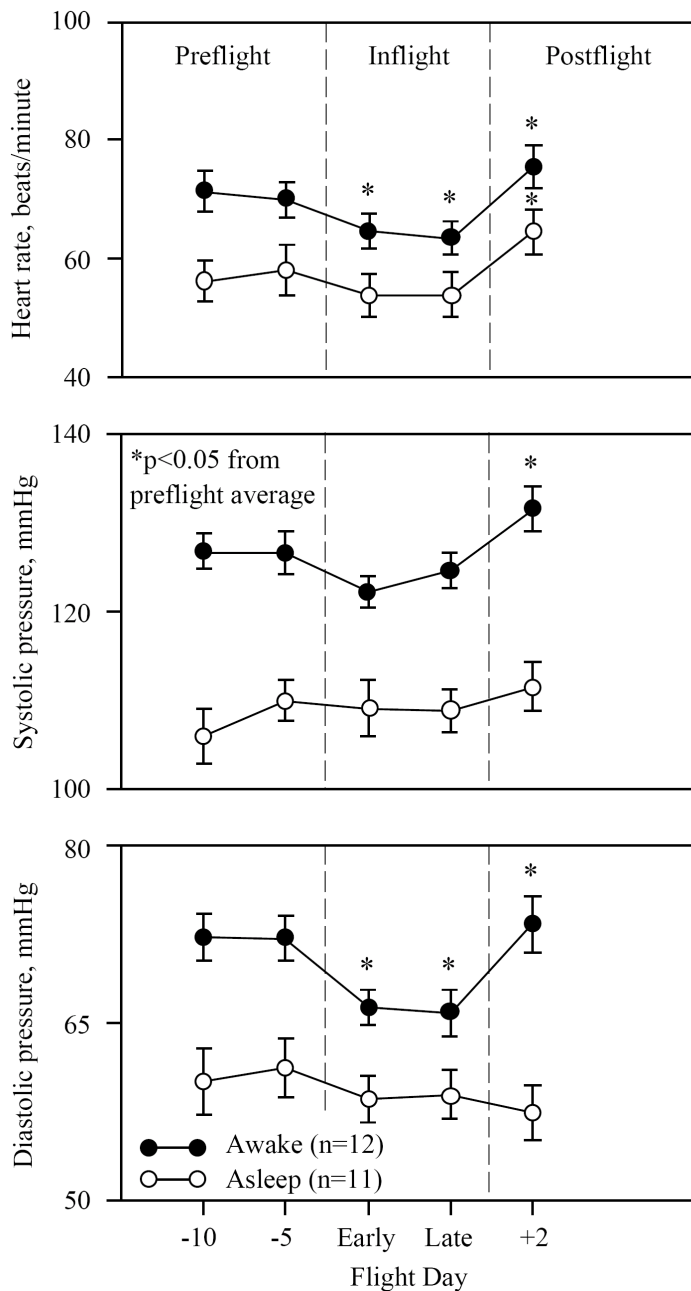 100
Preflight Inflight Postflight
*
80
* * *
60
40
Heart rate, beats/minute
140
*p<0.05 from
preflight average
*
120
100
Systolic pressure, mmHg
80
*
* *
65
Awake (n=12)
Asleep (n=11)
50
Diastolic pressure, mmHg
-10 -5 Early Late +2
Flight Day